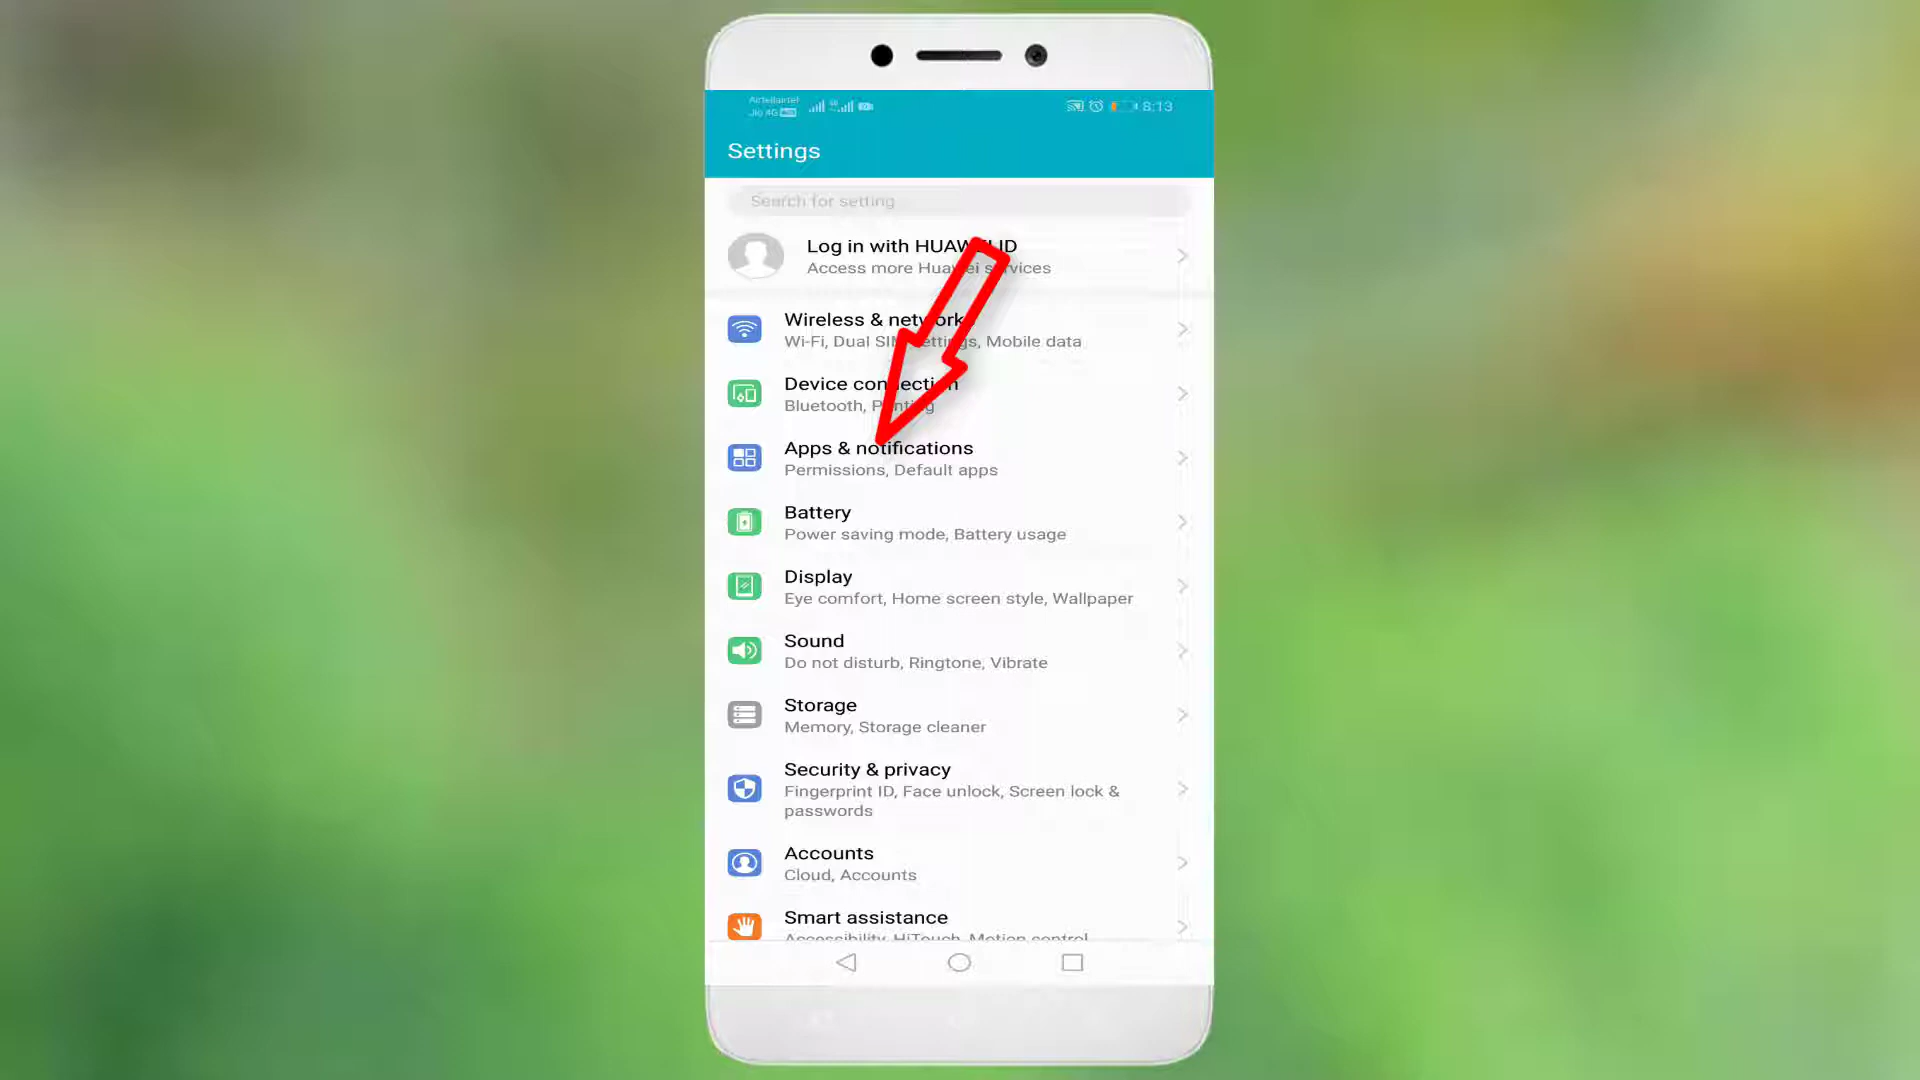 Airtel|airtel
Jio 4G
8:13
Settings
Search for setting
Log in with HUAWEI ID
Access more Huawei services
Wireless & networks
Wi-Fi, Dual SIM settings, Mobile data
Device connection
Bluetooth, Printing
Apps & notifications
Permissions, Default apps
Battery
Power saving mode, Battery usage
Display
Eye comfort, Home screen style, Wallpaper
Sound
Do not disturb, Ringtone, Vibrate
Storage
Memory, Storage cleaner
Security & privacy
Fingerprint ID, Face unlock, Screen lock &
passwords
Accounts
Cloud, Accounts
Smart assistance
Accessibility, HiTouch, Motion control